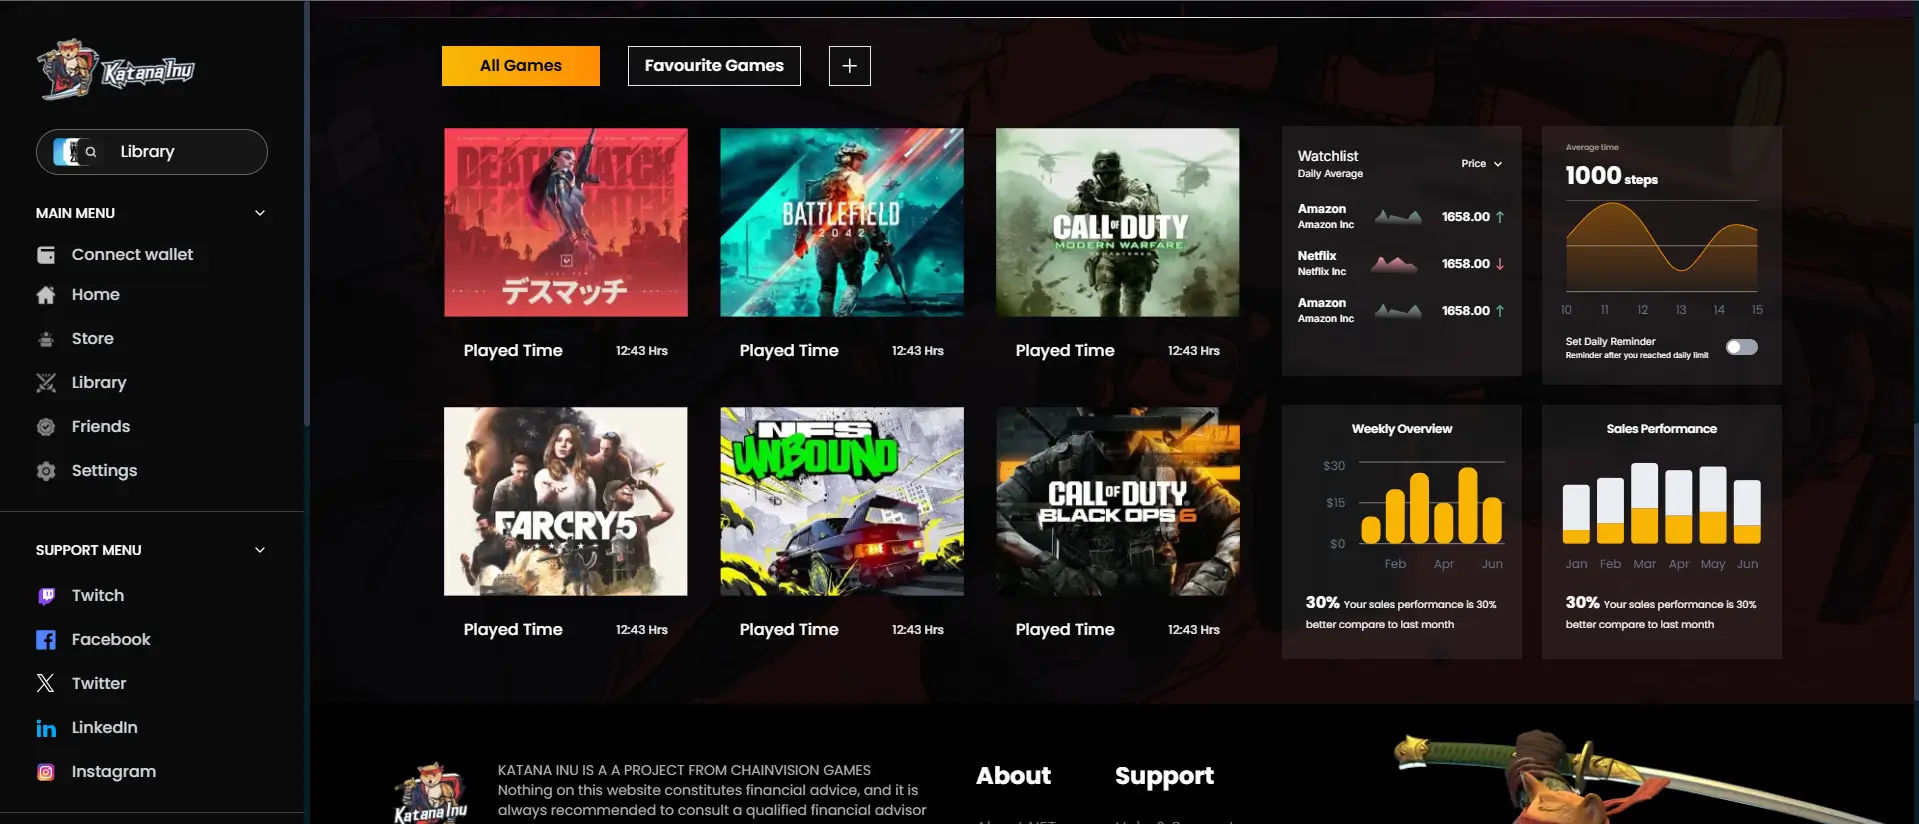 KatanaInu
Library
MAIN MENU
Connect wallet
Home
Store
Library
Friends
Settings
SUPPORT MENU
Twitch
Facebook
Twitter
LinkedIn
Instagram
All Games
Favourite Games
+
DEATHMATCH
デスマッチ
Played Time
12:43 Hrs
BATTLEFIELD
2042
Played Time
12:43 Hrs
CALL OF DUTY
MODERN WARFARE
REMASTERED
Played Time
12:43 Hrs
FARCRY5
Played Time
12:43 Hrs
NFS
UNBOUND
Played Time
12:43 Hrs
CALL OF DUTY
BLACK OPS 6
Played Time
12:43 Hrs
Watchlist
Daily Average
Price
Amazon
Amazon Inc
1658.00
Netflix
Netflix Inc
1658.00
Amazon
Amazon Inc
1658.00
Average time
1000 steps
10 11 12 13 14 15
Set Daily Reminder
Reminder after you reached daily limit
Weekly Overview
$30
$15
$0
Feb Apr Jun
30% Your sales performance is 30%
better compare to last month
Sales Performance
Jan Feb Mar Apr May Jun
30% Your sales performance is 30%
better compare to last month
KatanaInu
KATANA INU IS A A PROJECT FROM CHAINVISION GAMES
Nothing on this website constitutes financial advice, and it is
always recommended to consult a qualified financial advisor
About
Support